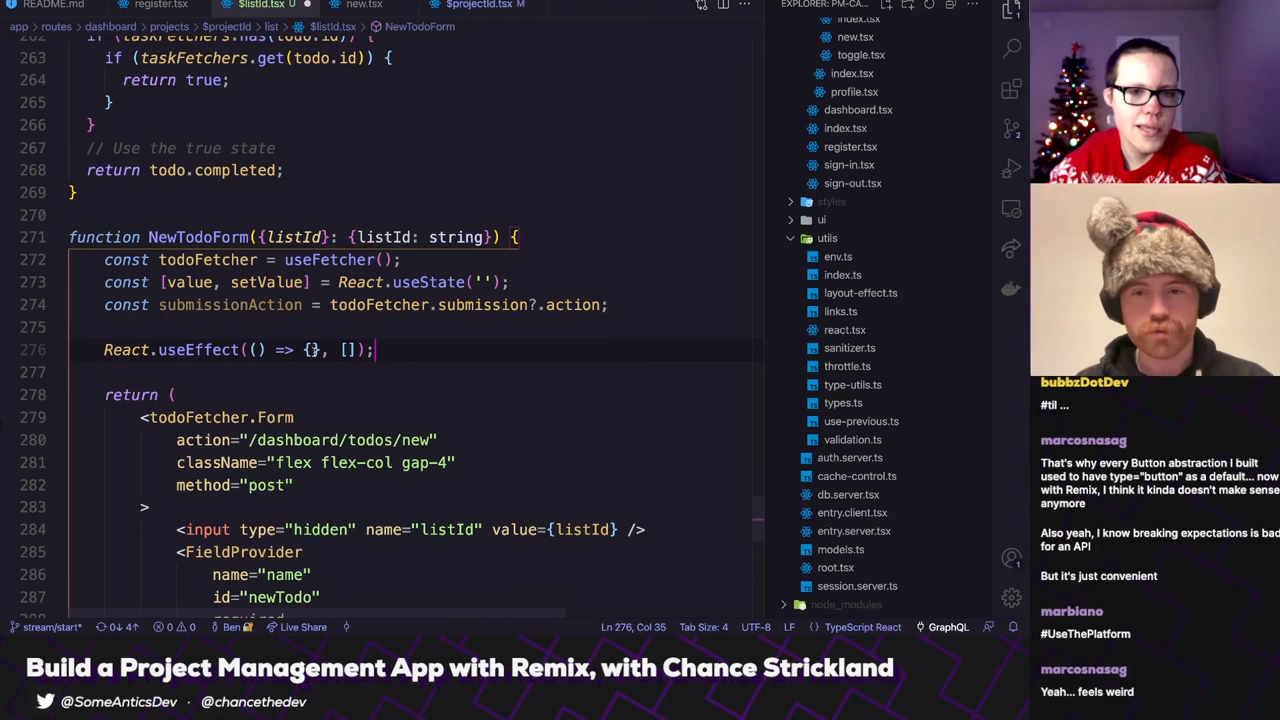 README.md register.tsx $listId.tsx U new.tsx $projectId.tsx M
app > routes > dashboard > projects > $projectId > list > $listId.tsx > NewTodoForm
262 if (taskFetchers.has(todo.id)) {
263 if (taskFetchers.get(todo.id)) {
264 return true;
265 }
266 }
267 // Use the true state
268 return todo.completed;
269 }
270
271 function NewTodoForm({listId}: {listId: string}) {
272 const todoFetcher = useFetcher();
273 const [value, setValue] = React.useState('');
274 const submissionAction = todoFetcher.submission?.action;
275
276 React.useEffect(() => {}, []);
277
278 return (
279 <todoFetcher.Form
280 action="/dashboard/todos/new"
281 className="flex flex-col gap-4"
282 method="post"
283 >
284 <input type="hidden" name="listId" value={listId} />
285 <FieldProvider
286 name="name"
287 id="newTodo"
288 required
EXPLORER: PM-CA...
index.tsx
new.tsx
toggle.tsx
index.tsx
profile.tsx
dashboard.tsx
index.tsx
register.tsx
sign-in.tsx
sign-out.tsx
styles
ui
utils
env.ts
index.ts
layout-effect.ts
links.ts
react.ts
sanitizer.ts
throttle.ts
type-utils.ts
types.ts
use-previous.ts
validation.ts
auth.server.ts
cache-control.ts
db.server.ts
entry.client.tsx
entry.server.tsx
models.ts
root.tsx
session.server.ts
node_modules
2
stream/start* 0↓ 4↑ 0 0 Ben Live Share Ln 276, Col 35 Tab Size: 4 UTF-8 LF TypeScript React GraphQL
bubbzDotDev
#til ...
marcosnasag
That's why every Button abstraction I built
used to have type="button" as a default... now
with Remix, I think it kinda doesn't make sense
anymore
Also yeah, I know breaking expectations is bad
for an API
But it's just convenient
marbiano
#UseThePlatform
marcosnasag
Yeah... feels weird
Build a Project Management App with Remix, with Chance Strickland
@SomeAnticsDev · @chancethedev